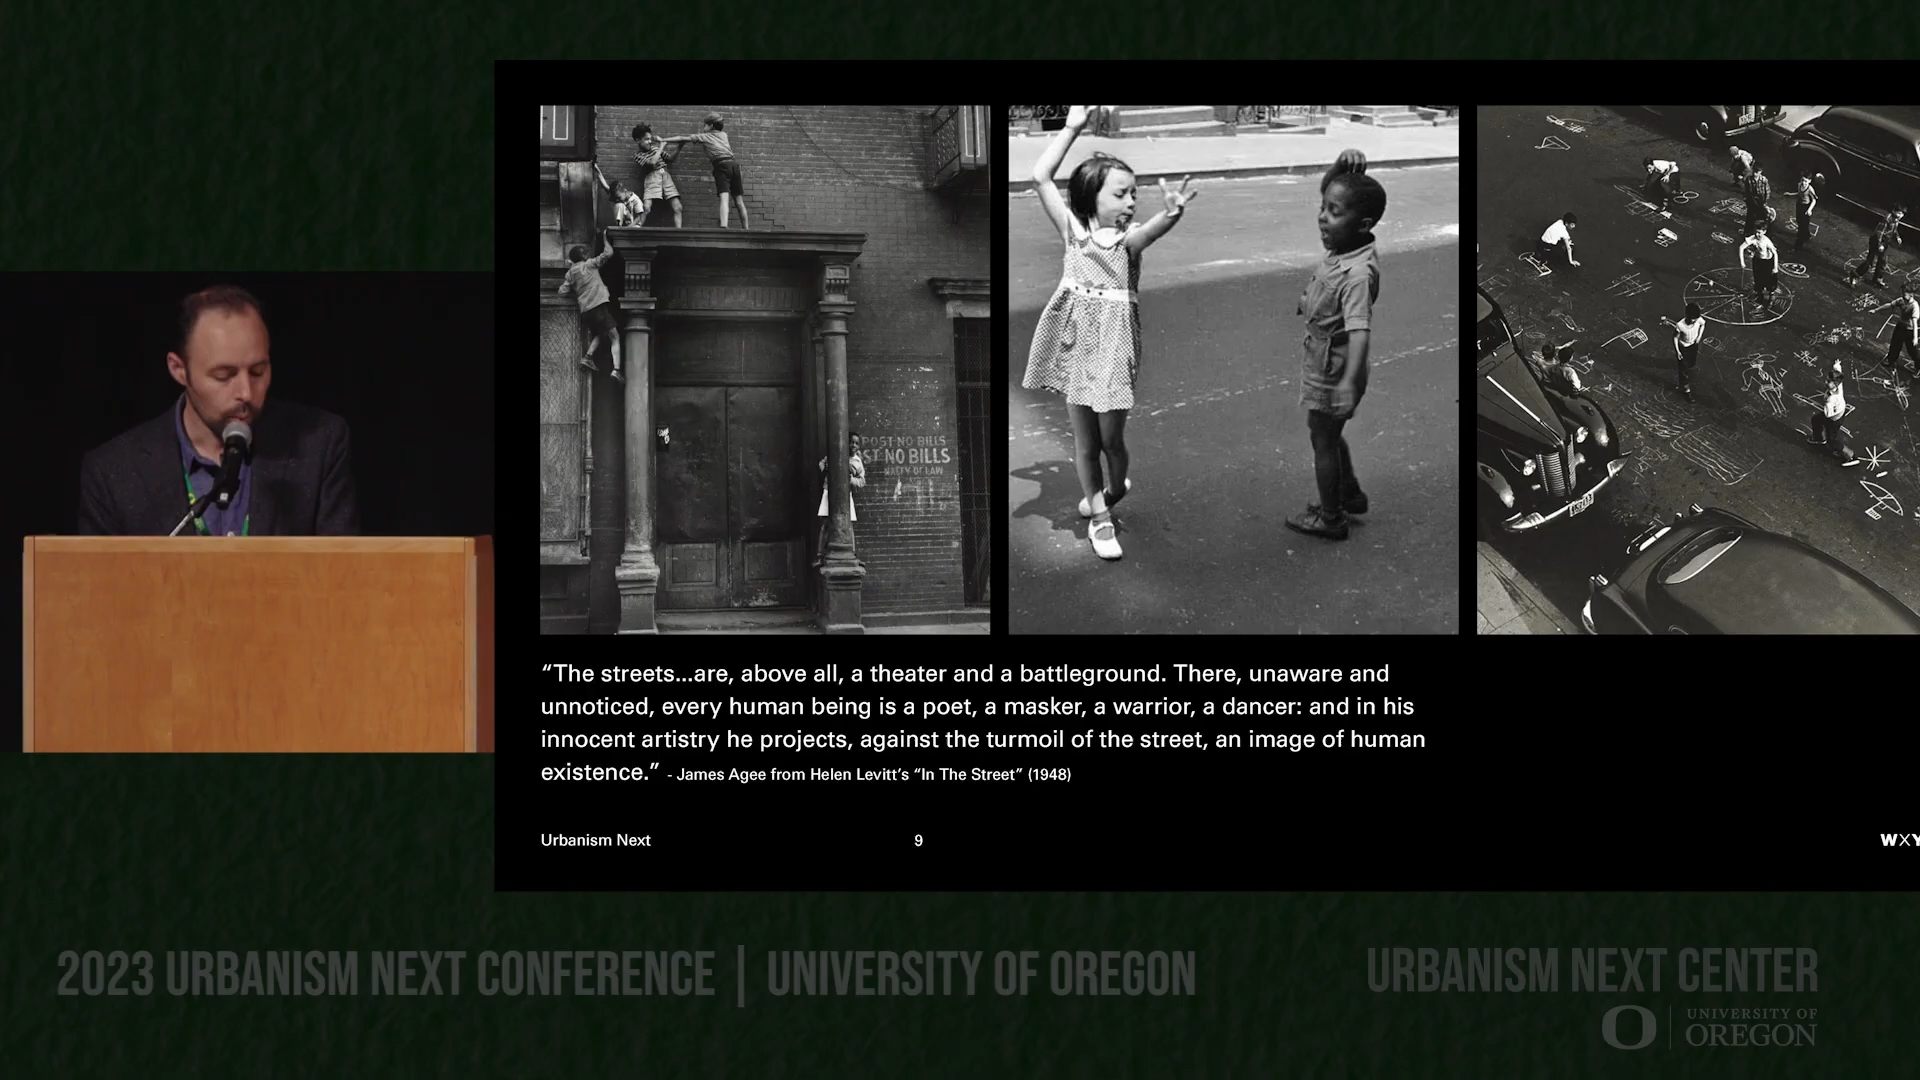 POST NO BILLS
ST NO BILLS
“The streets...are, above all, a theater and a battleground. There, unaware and
unnoticed, every human being is a poet, a masker, a warrior, a dancer: and in his
innocent artistry he projects, against the turmoil of the street, an image of human
existence.” - James Agee from Helen Levitt’s “In The Street” (1948)
Urbanism Next
9
WXY
2023 URBANISM NEXT CONFERENCE | UNIVERSITY OF OREGON
URBANISM NEXT CENTER
O
UNIVERSITY OF
OREGON